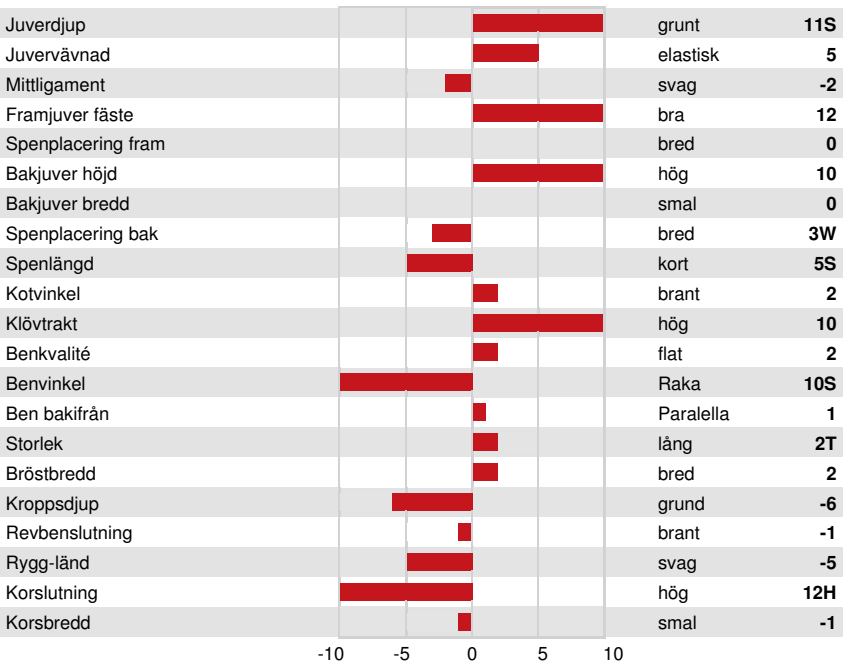 Juverdjup grunt 11S
Juvervävnad elastisk 5
Mittligament svag -2
Framjuver fäste bra 12
Spenplacering fram bred 0
Bakjuver höjd hög 10
Bakjuver bredd smal 0
Spenplacering bak bred 3W
Spenlängd kort 5S
Kotvinkel brant 2
Klövtrakt hög 10
Benkvalité flat 2
Benvinkel Raka 10S
Ben bakifrån Paralella 1
Storlek lång 2T
Bröstbredd bred 2
Kroppsdjup grund -6
Revbenslutning brant -1
Rygg-länd svag -5
Korslutning hög 12H
Korsbredd smal -1
-10 -5 0 5 10